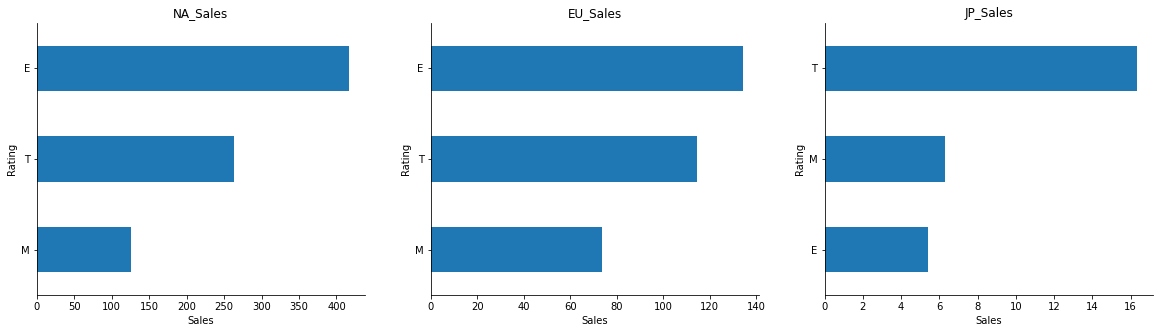 NA_Sales
Rating
E
T
M
0 50 100 150 200 250 300 350 400
Sales
EU_Sales
Rating
E
T
M
0 20 40 60 80 100 120 140
Sales
JP_Sales
Rating
T
M
E
0 2 4 6 8 10 12 14 16
Sales